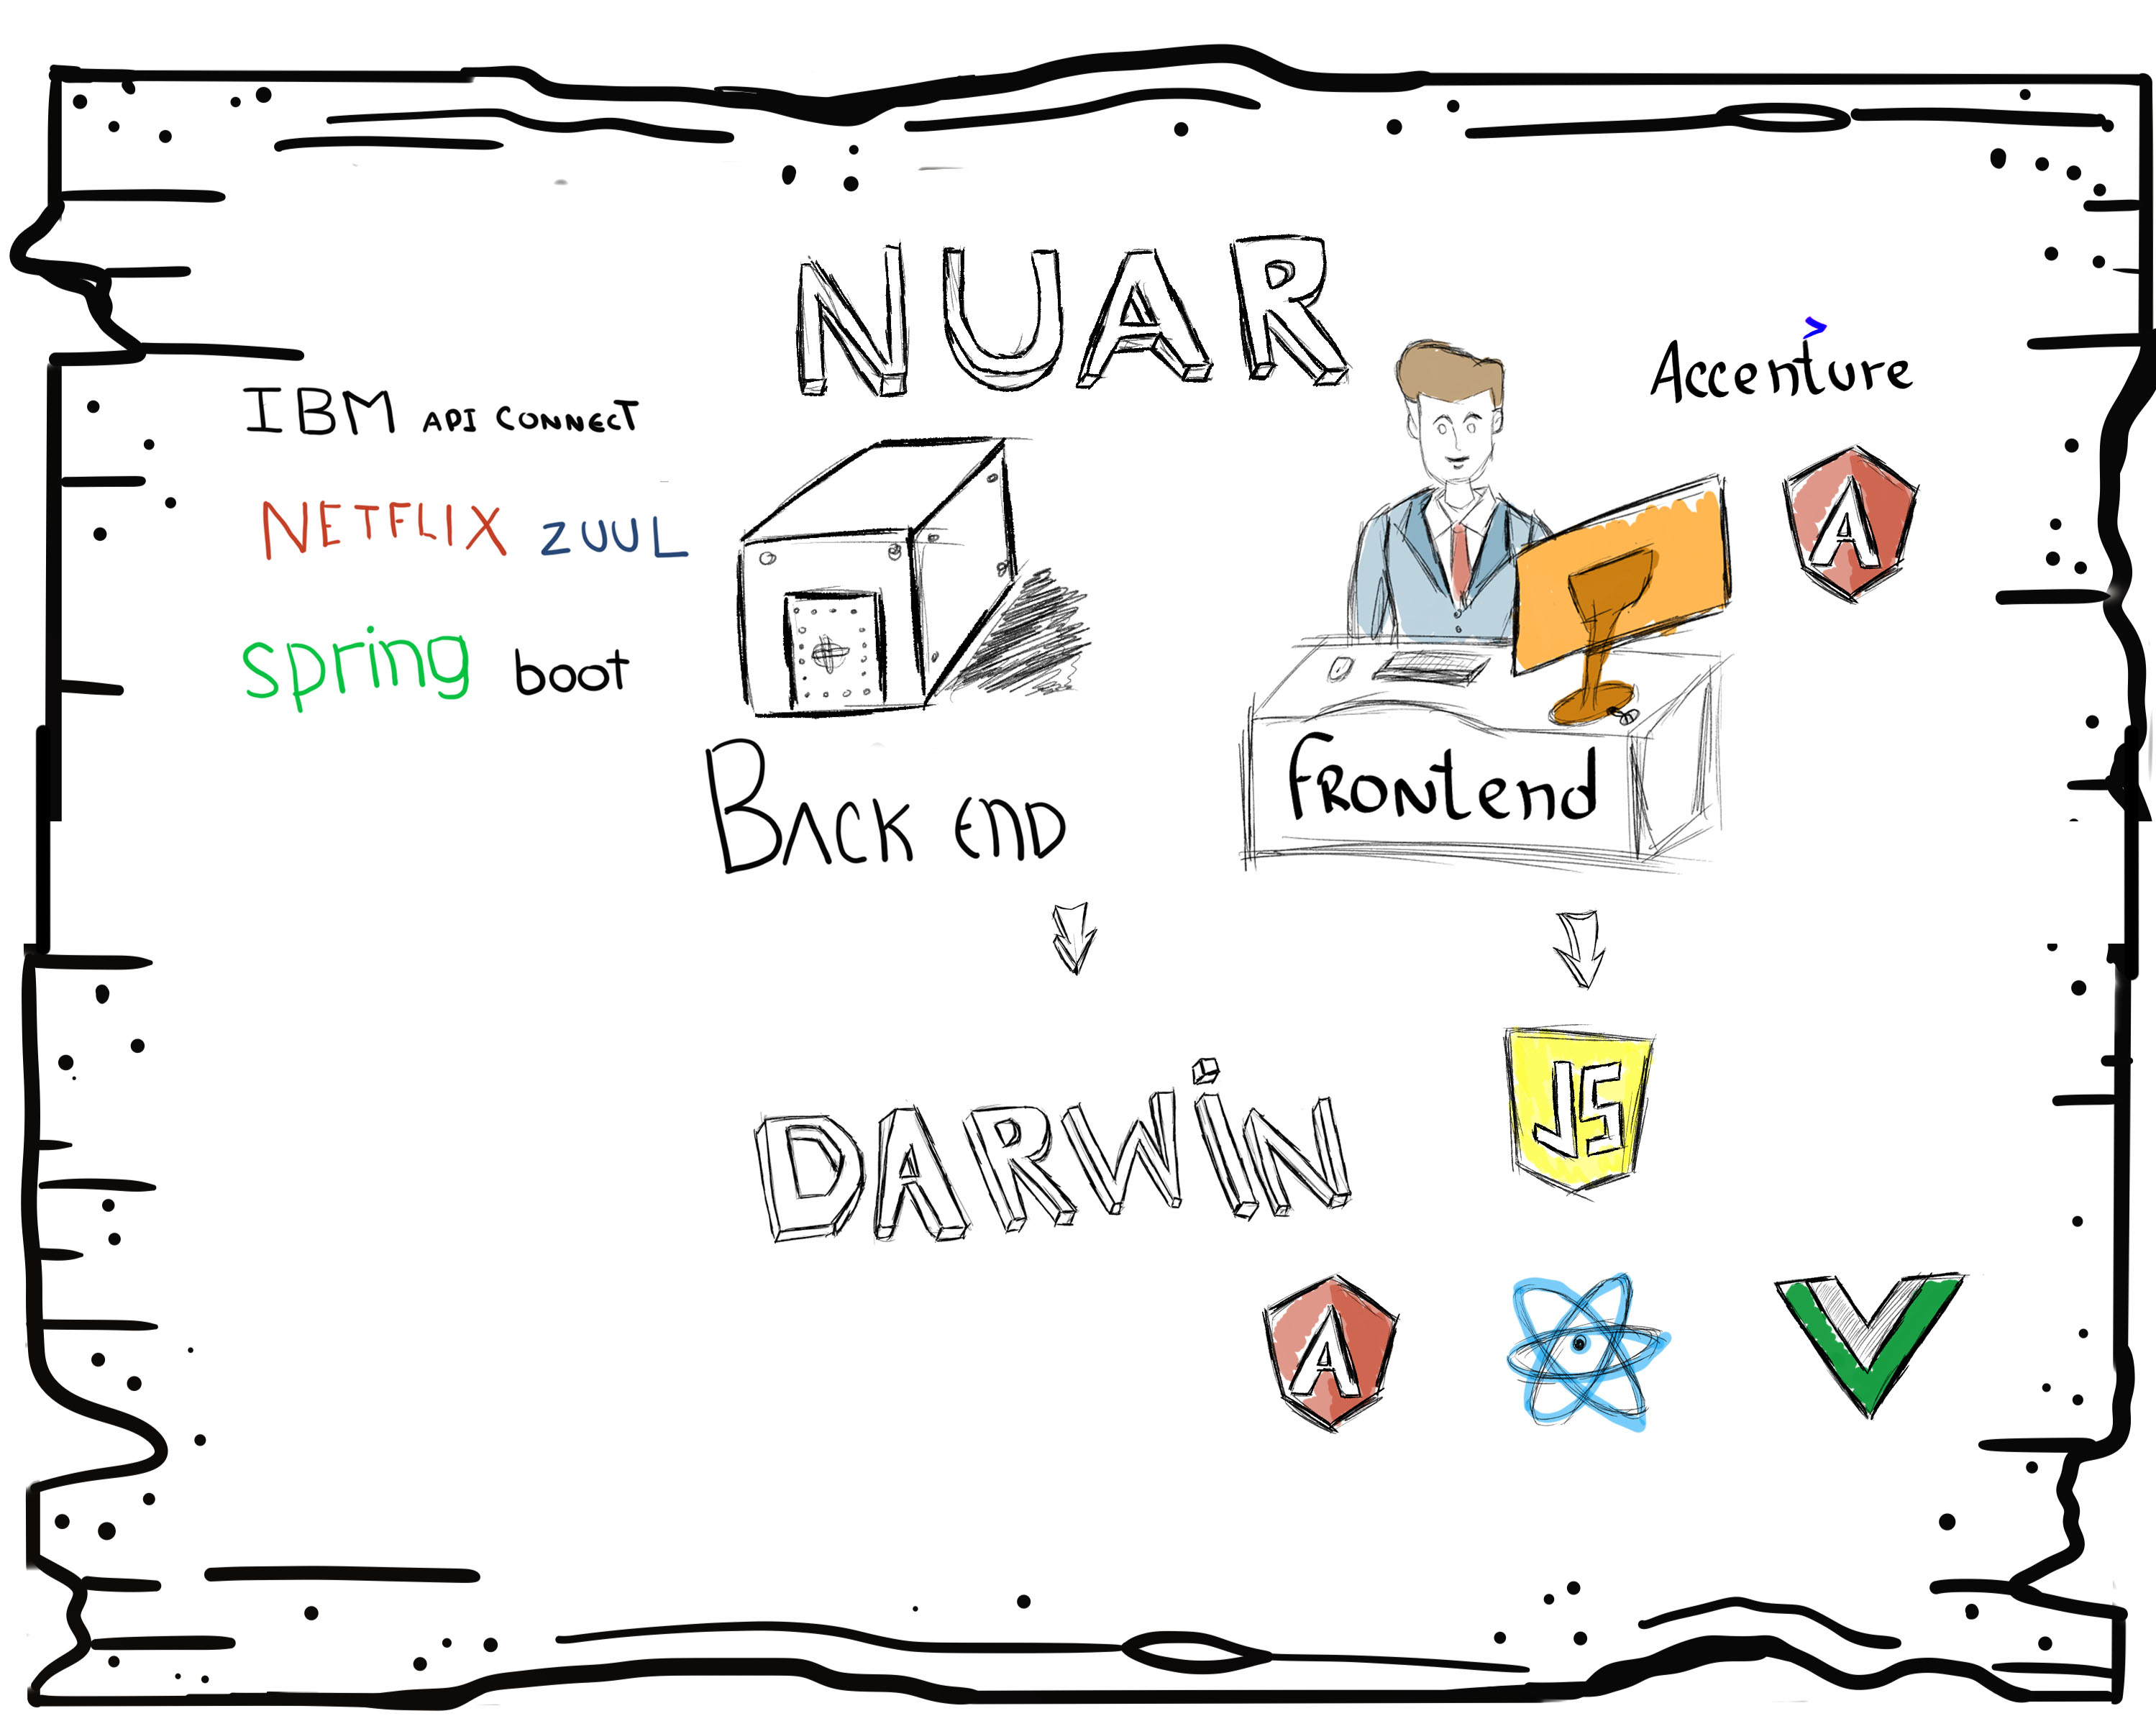 NUAR
IBM API CONNECT
NETFLIX ZUUL
spring boot
Accenture
>
A
BACK END
frontend
DARWiN
JS
A